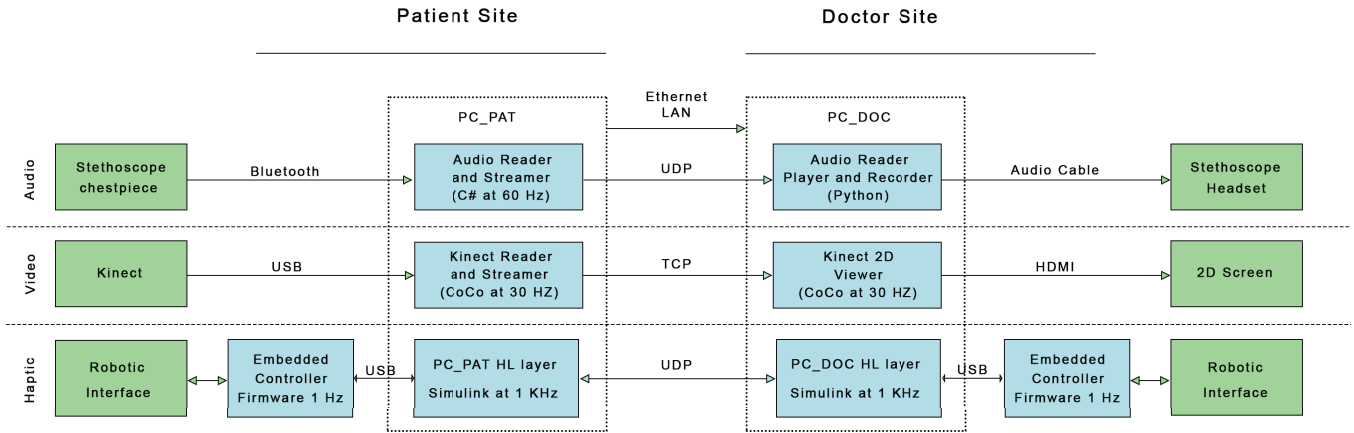 Patient Site
Doctor Site
Ethernet
LAN
PC_PAT
PC_DOC
Audio
Stethoscope
chestpiece
Bluetooth
Audio Reader
and Streamer
(C# at 60 Hz)
UDP
Audio Reader
Player and Recorder
(Python)
Audio Cable
Stethoscope
Headset
Video
Kinect
USB
Kinect Reader
and Streamer
(CoCo at 30 HZ)
TCP
Kinect 2D
Viewer
(CoCo at 30 HZ)
HDMI
2D Screen
Haptic
Robotic
Interface
Embedded
Controller
Firmware 1 Hz
USB
PC_PAT HL layer
Simulink at 1 KHz
UDP
PC_DOC HL layer
Simulink at 1 KHz
USB
Embedded
Controller
Firmware 1 Hz
Robotic
Interface